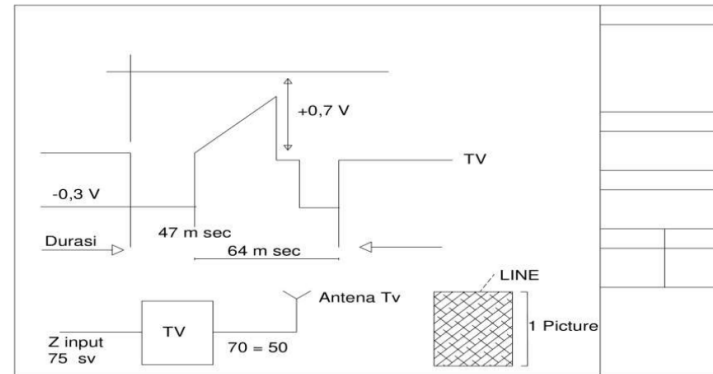 +0,7 V
TV
-0,3 V
47 m sec
Durasi
64 m sec
LINE
Antena Tv
1 Picture
TV
Z input
75 sv
70 = 50